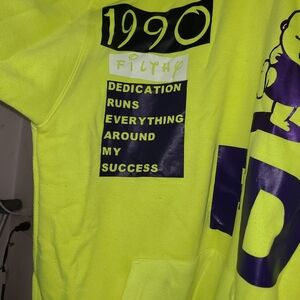 1990
FiLTHY
DEDICATION
RUNS
EVERYTHING
AROUND
MY
SUCCESS
D